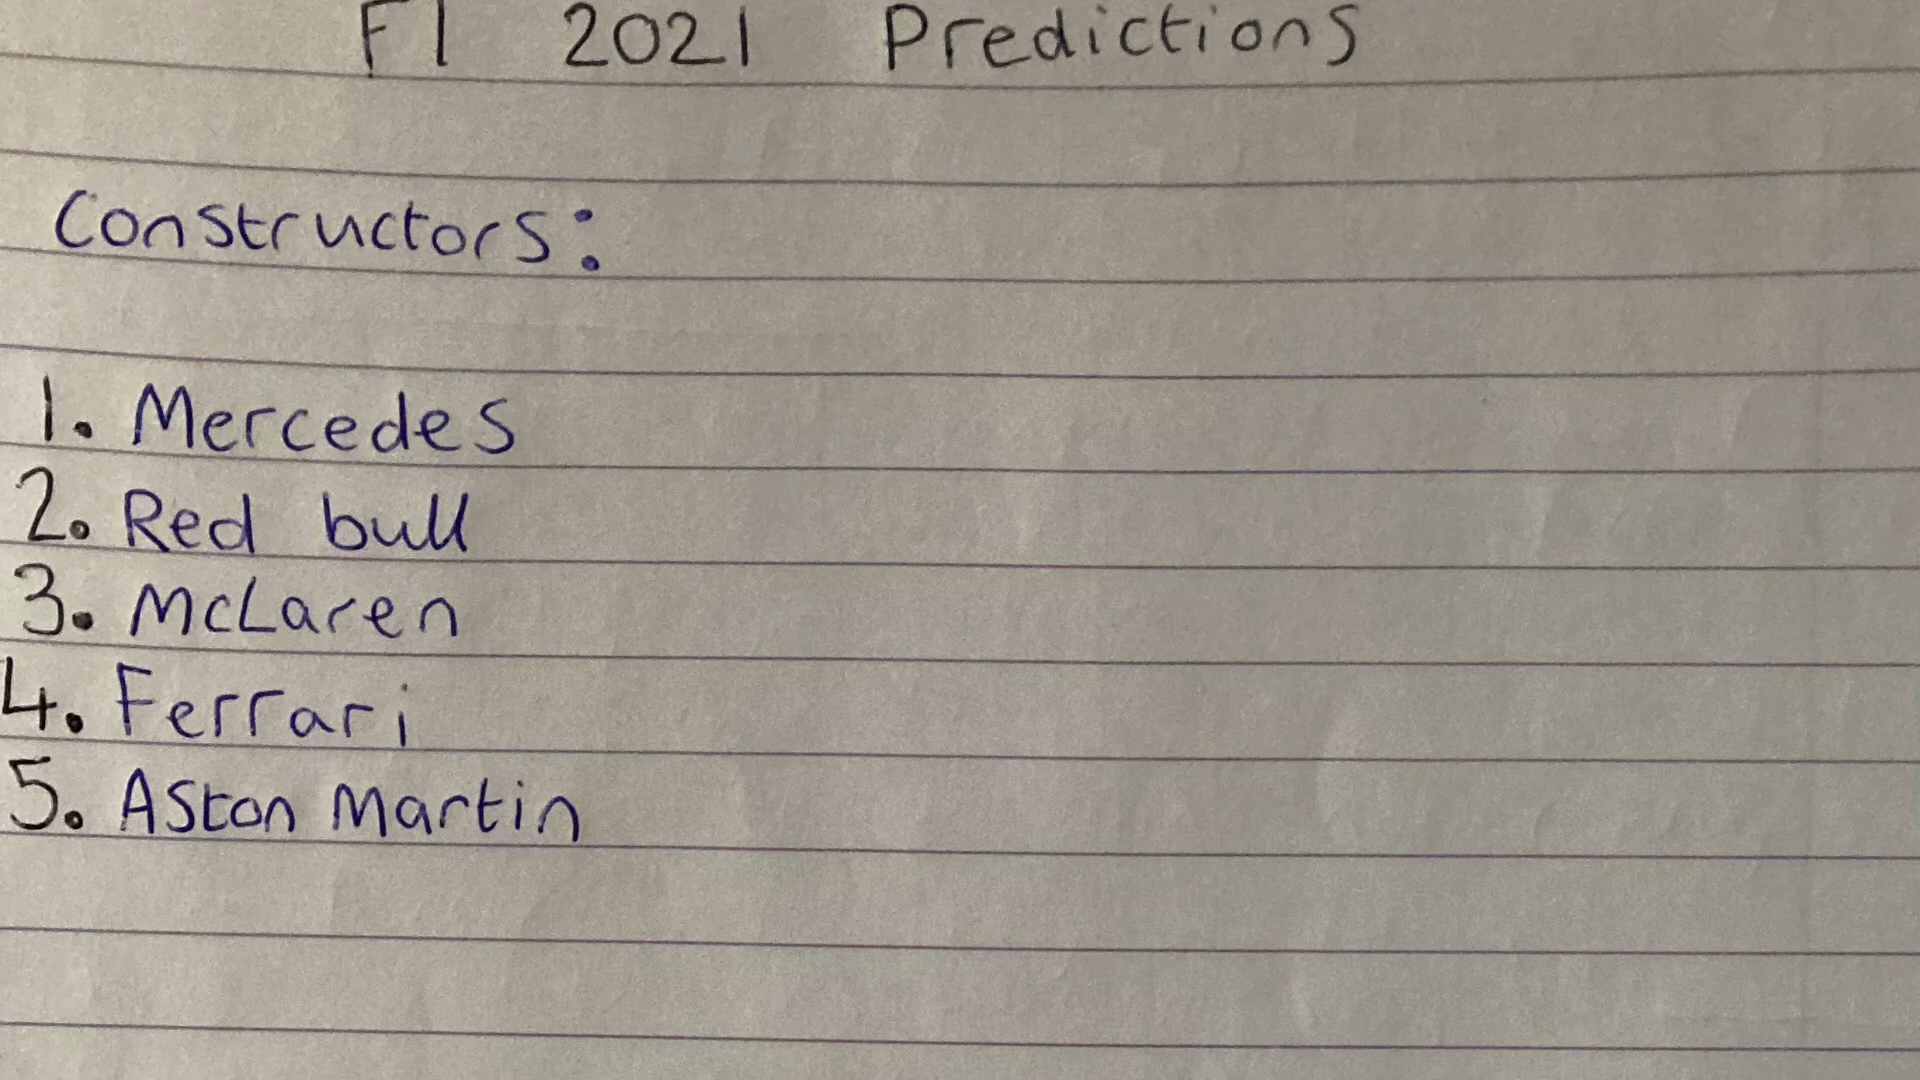 F1 2021 Predictions
Constructors:
1. Mercedes
2. Red bull
3. McLaren
4. Ferrari
5. Aston Martin